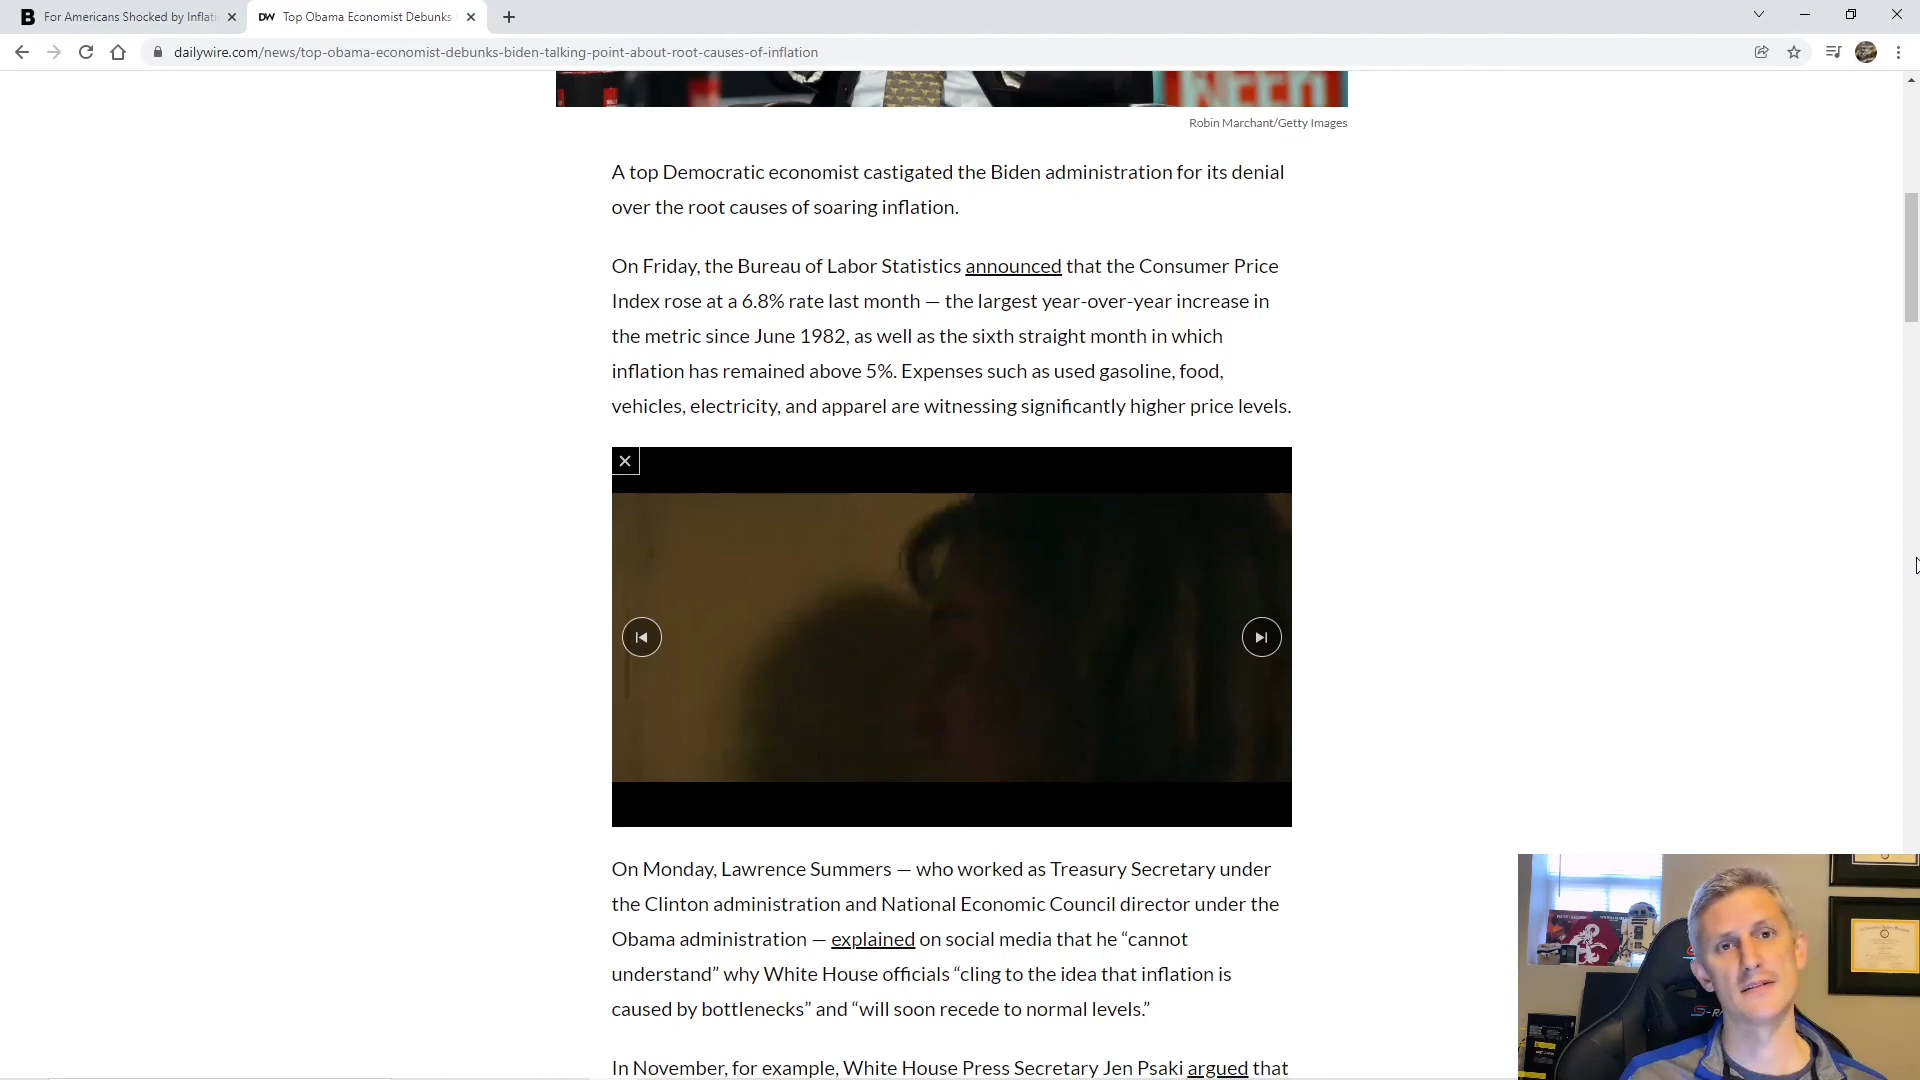 For Americans Shocked by Inflati
DW Top Obama Economist Debunks
dailywire.com/news/top-obama-economist-debunks-biden-talking-point-about-root-causes-of-inflation
Robin Marchant/Getty Images
A top Democratic economist castigated the Biden administration for its denial
over the root causes of soaring inflation.
On Friday, the Bureau of Labor Statistics announced that the Consumer Price
Index rose at a 6.8% rate last month — the largest year-over-year increase in
the metric since June 1982, as well as the sixth straight month in which
inflation has remained above 5%. Expenses such as used gasoline, food,
vehicles, electricity, and apparel are witnessing significantly higher price levels.
On Monday, Lawrence Summers — who worked as Treasury Secretary under
the Clinton administration and National Economic Council director under the
Obama administration — explained on social media that he “cannot
understand” why White House officials “cling to the idea that inflation is
caused by bottlenecks” and “will soon recede to normal levels.”
In November, for example, White House Press Secretary Jen Psaki argued that